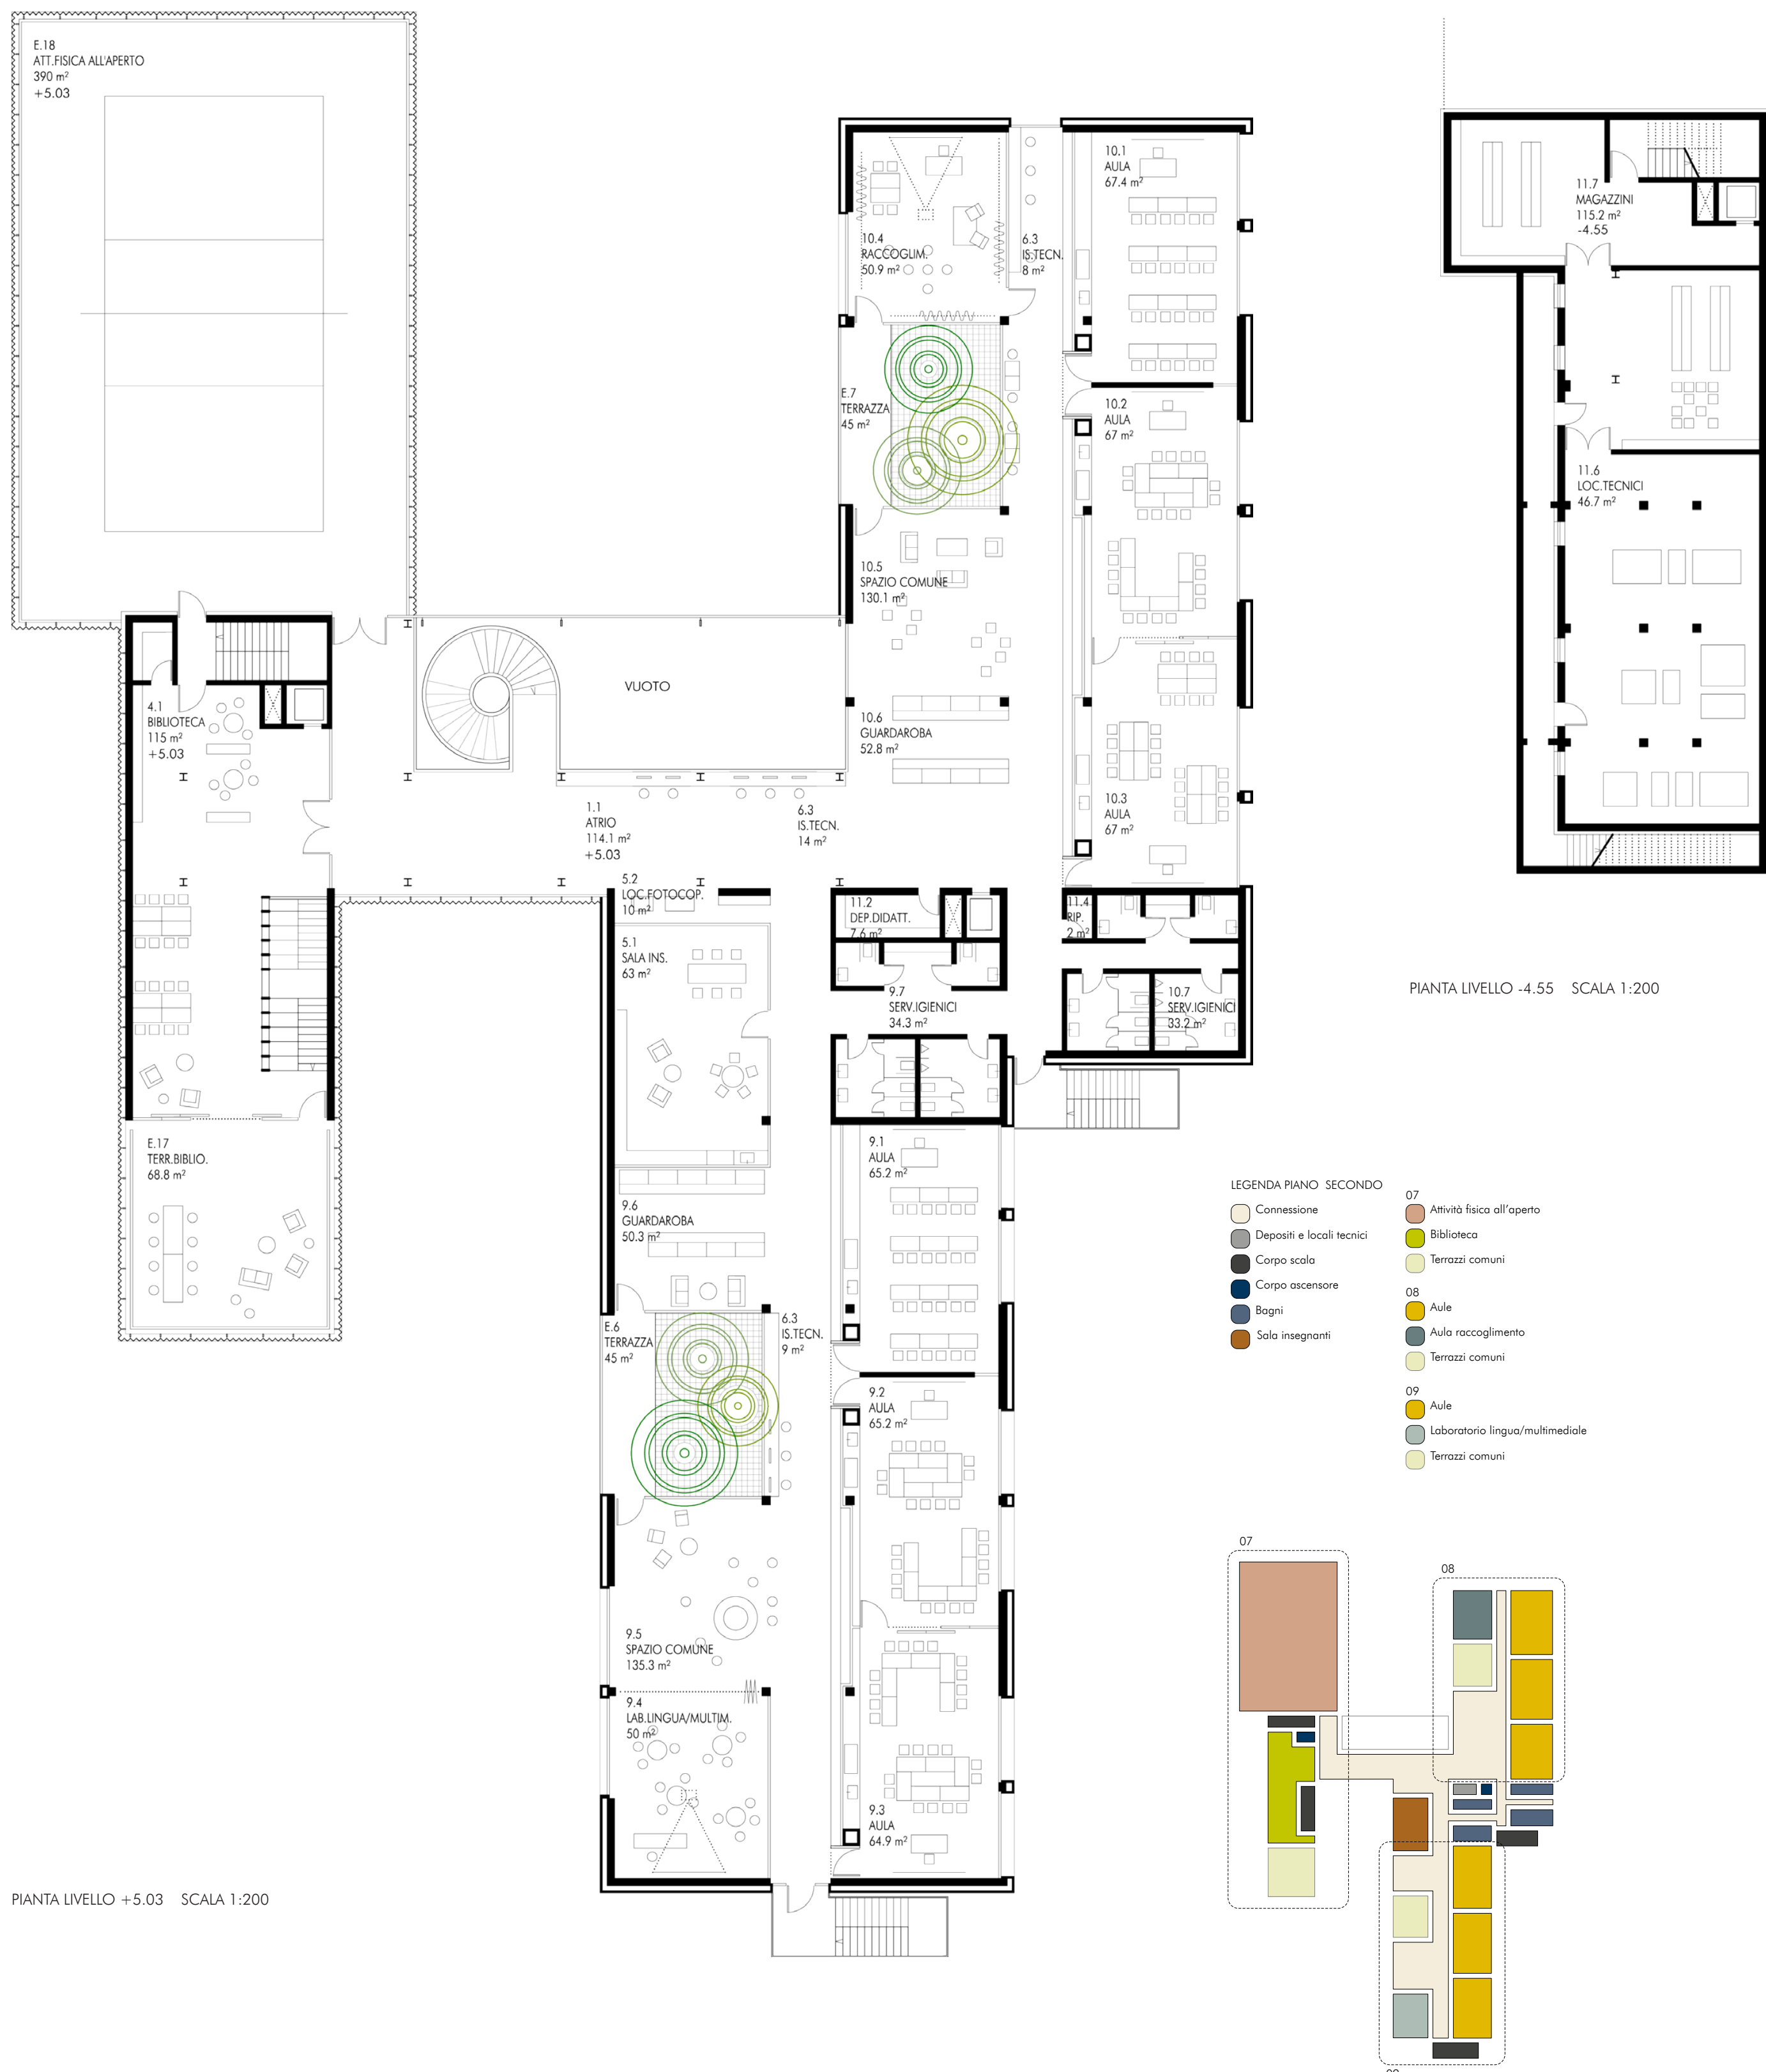 E.18
ATT.FISICA ALL'APERTO
390 m²
+5.03
10.1
AULA
67.4 m²
10.4
RACCOGLIM.
50.9 m²
6.3
IS.TECN.
8 m²
E.7
TERRAZZA
45 m²
10.2
AULA
67 m²
10.5
SPAZIO COMUNE
130.1 m²
10.6
GUARDAROBA
52.8 m²
10.3
AULA
67 m²
VUOTO
4.1
BIBLIOTECA
115 m²
+5.03
1.1
ATRIO
114.1 m²
+5.03
6.3
IS.TECN.
14 m²
5.2
LOC.FOTOCOP.
10 m²
5.1
SALA INS.
63 m²
11.2
DEP.DIDATT.
7.6 m²
11.4
RIP.
2 m²
9.7
SERV.IGIENICI
34.3 m²
10.7
SERV.IGIENICI
33.2 m²
E.17
TERR.BIBLIO.
68.8 m²
9.1
AULA
65.2 m²
9.6
GUARDAROBA
50.3 m²
E.6
TERRAZZA
45 m²
6.3
IS.TECN.
9 m²
9.2
AULA
65.2 m²
9.5
SPAZIO COMUNE
135.3 m²
9.4
LAB.LINGUA/MULTIM.
50 m²
9.3
AULA
64.9 m²
PIANTA LIVELLO +5.03 SCALA 1:200
11.7
MAGAZZINI
115.2 m²
-4.55
11.6
LOC.TECNICI
46.7 m²
PIANTA LIVELLO -4.55 SCALA 1:200
LEGENDA PIANO SECONDO
Connessione
Depositi e locali tecnici
Corpo scala
Corpo ascensore
Bagni
Sala insegnanti
07
Attività fisica all'aperto
Biblioteca
Terrazzi comuni
08
Aule
Aula raccoglimento
Terrazzi comuni
09
Aule
Laboratorio lingua/multimediale
Terrazzi comuni
07
08